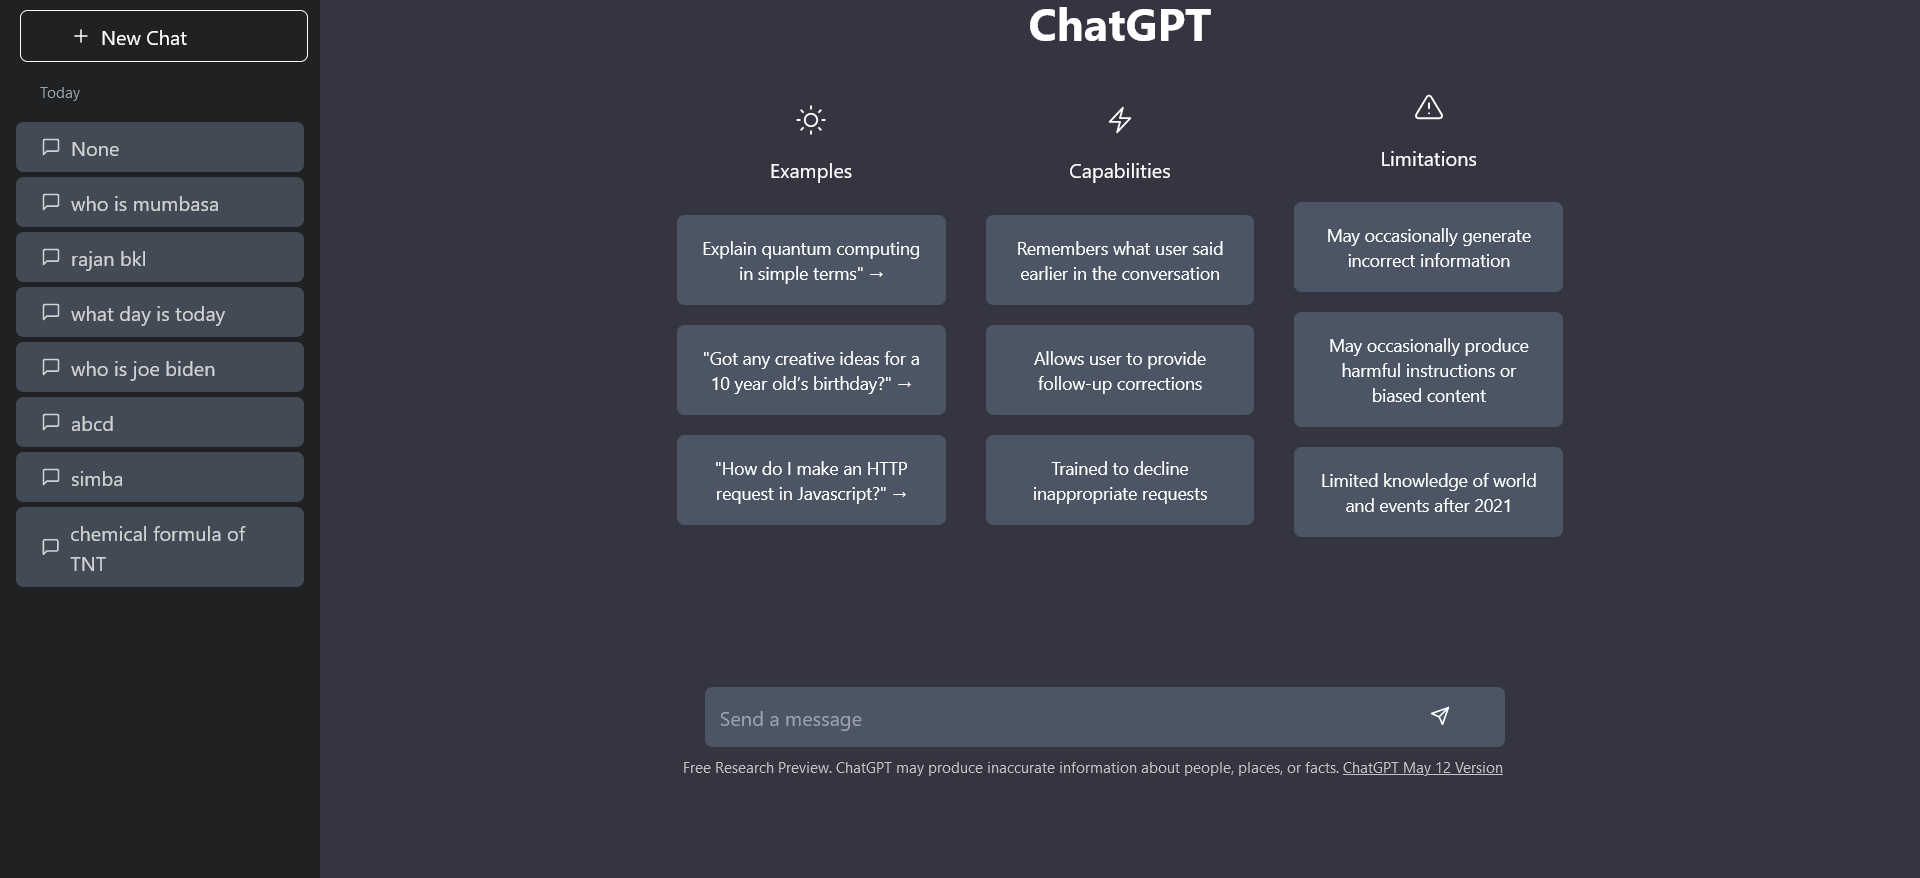 New Chat
Today
None
who is mumbasa
rajan bkl
what day is today
who is joe biden
abcd
simba
chemical formula of
TNT
ChatGPT
Examples
Explain quantum computing
in simple terms" →
"Got any creative ideas for a
10 year old’s birthday?" →
"How do I make an HTTP
request in Javascript?" →
Capabilities
Remembers what user said
earlier in the conversation
Allows user to provide
follow-up corrections
Trained to decline
inappropriate requests
Limitations
May occasionally generate
incorrect information
May occasionally produce
harmful instructions or
biased content
Limited knowledge of world
and events after 2021
Send a message
Free Research Preview. ChatGPT may produce inaccurate information about people, places, or facts. ChatGPT May 12 Version